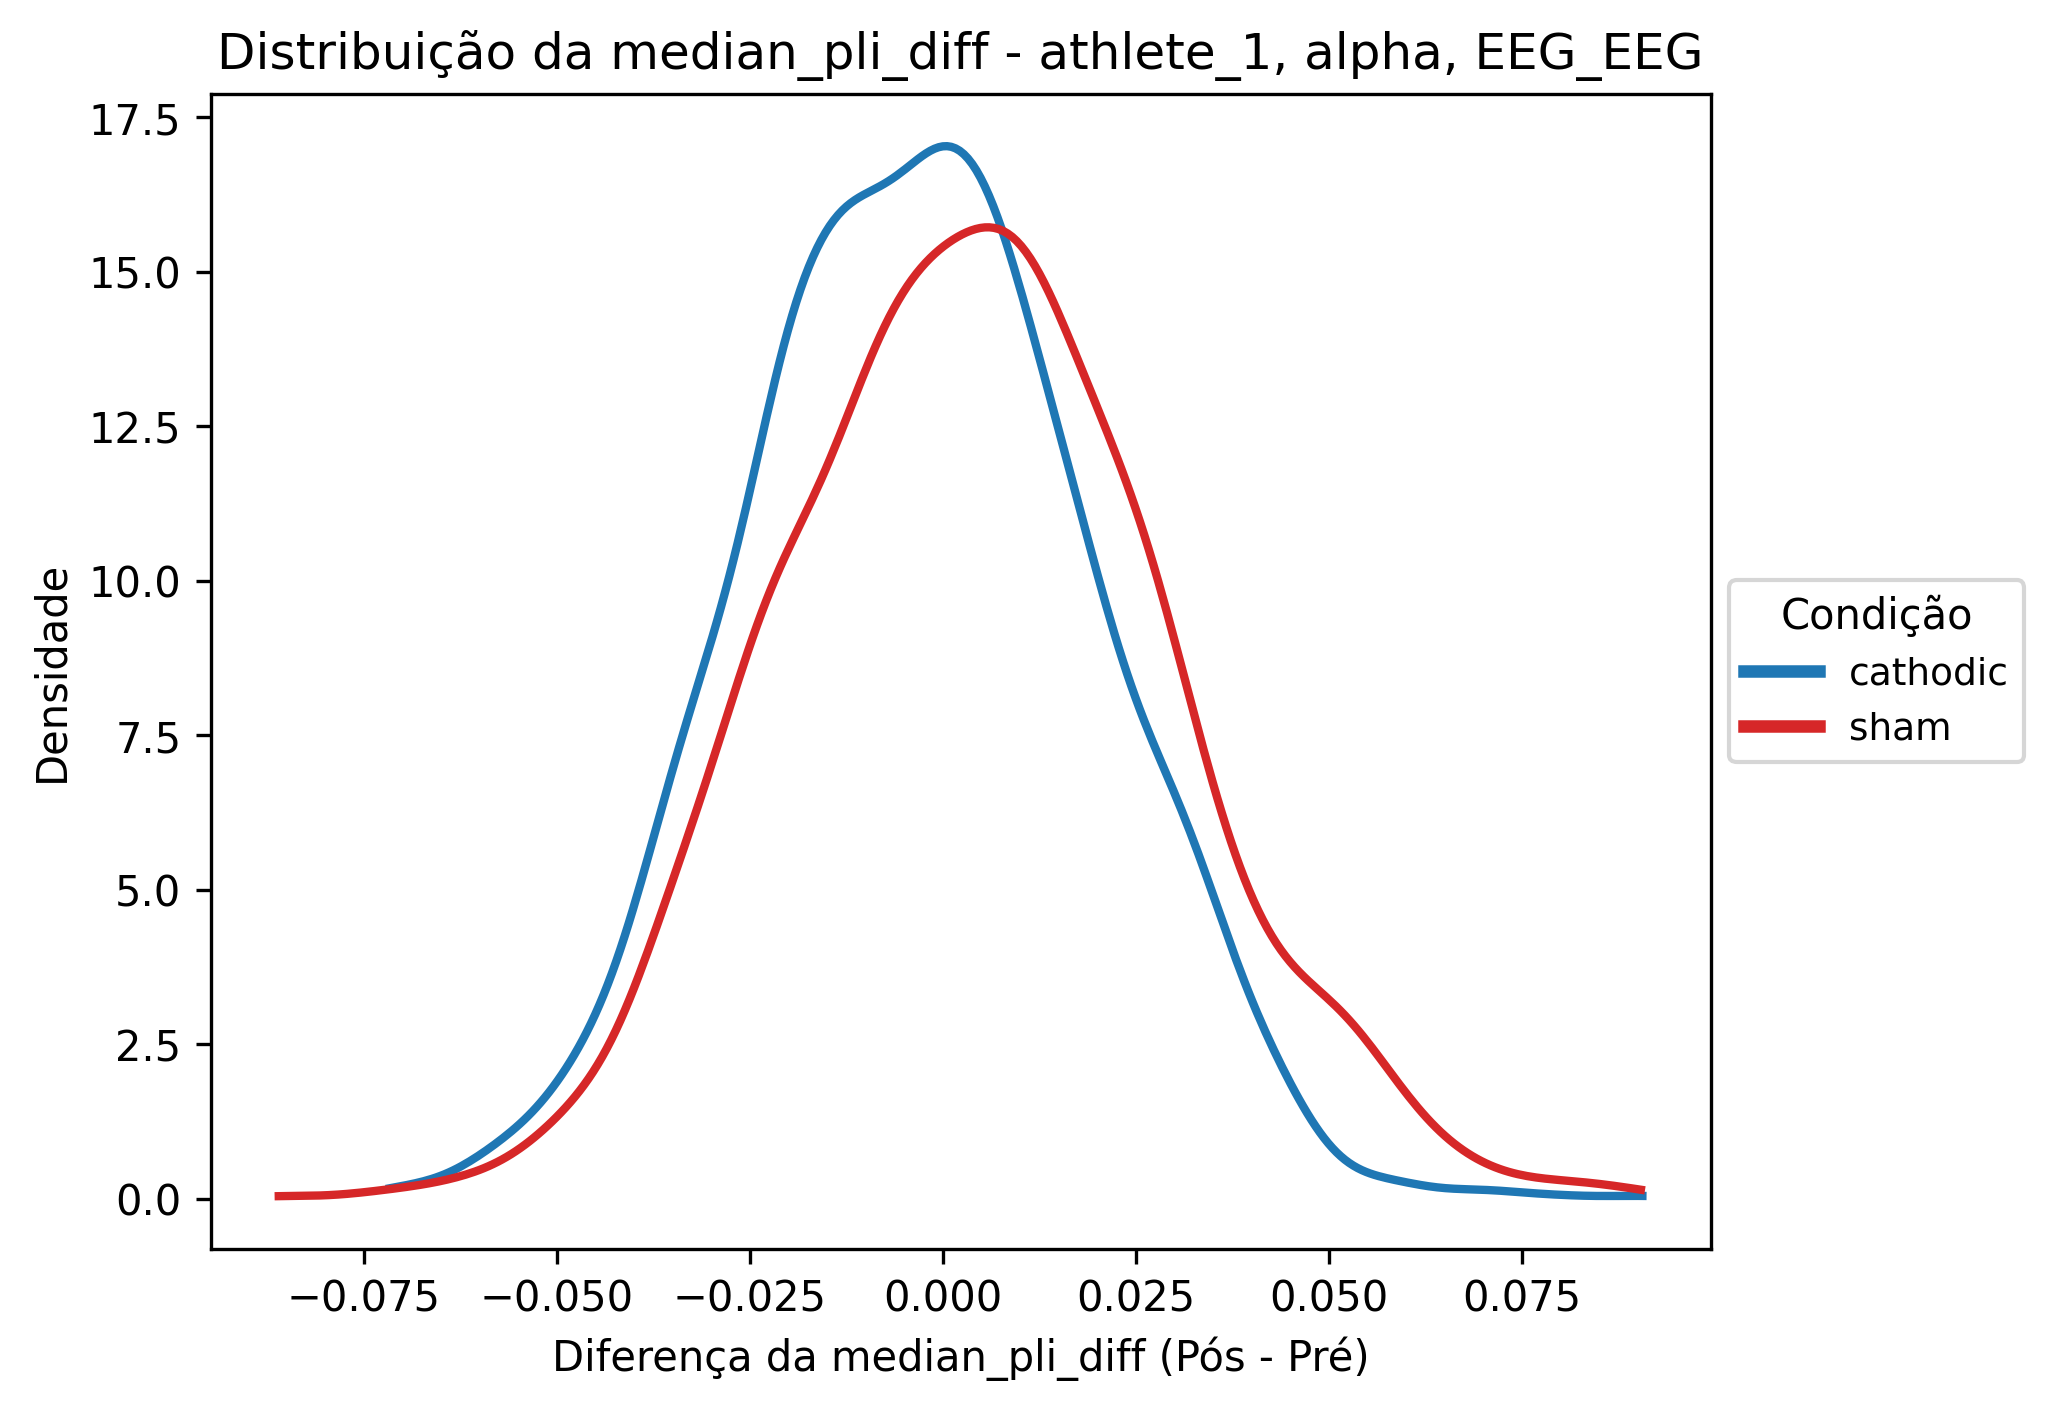 Distribuição da median_pli_diff - athlete_1, alpha, EEG_EEG
Densidade
17.5
15.0
12.5
10.0
7.5
5.0
2.5
0.0
−0.075
−0.050
−0.025
0.000
0.025
0.050
0.075
Diferença da median_pli_diff (Pós - Pré)
Condição
cathodic
sham